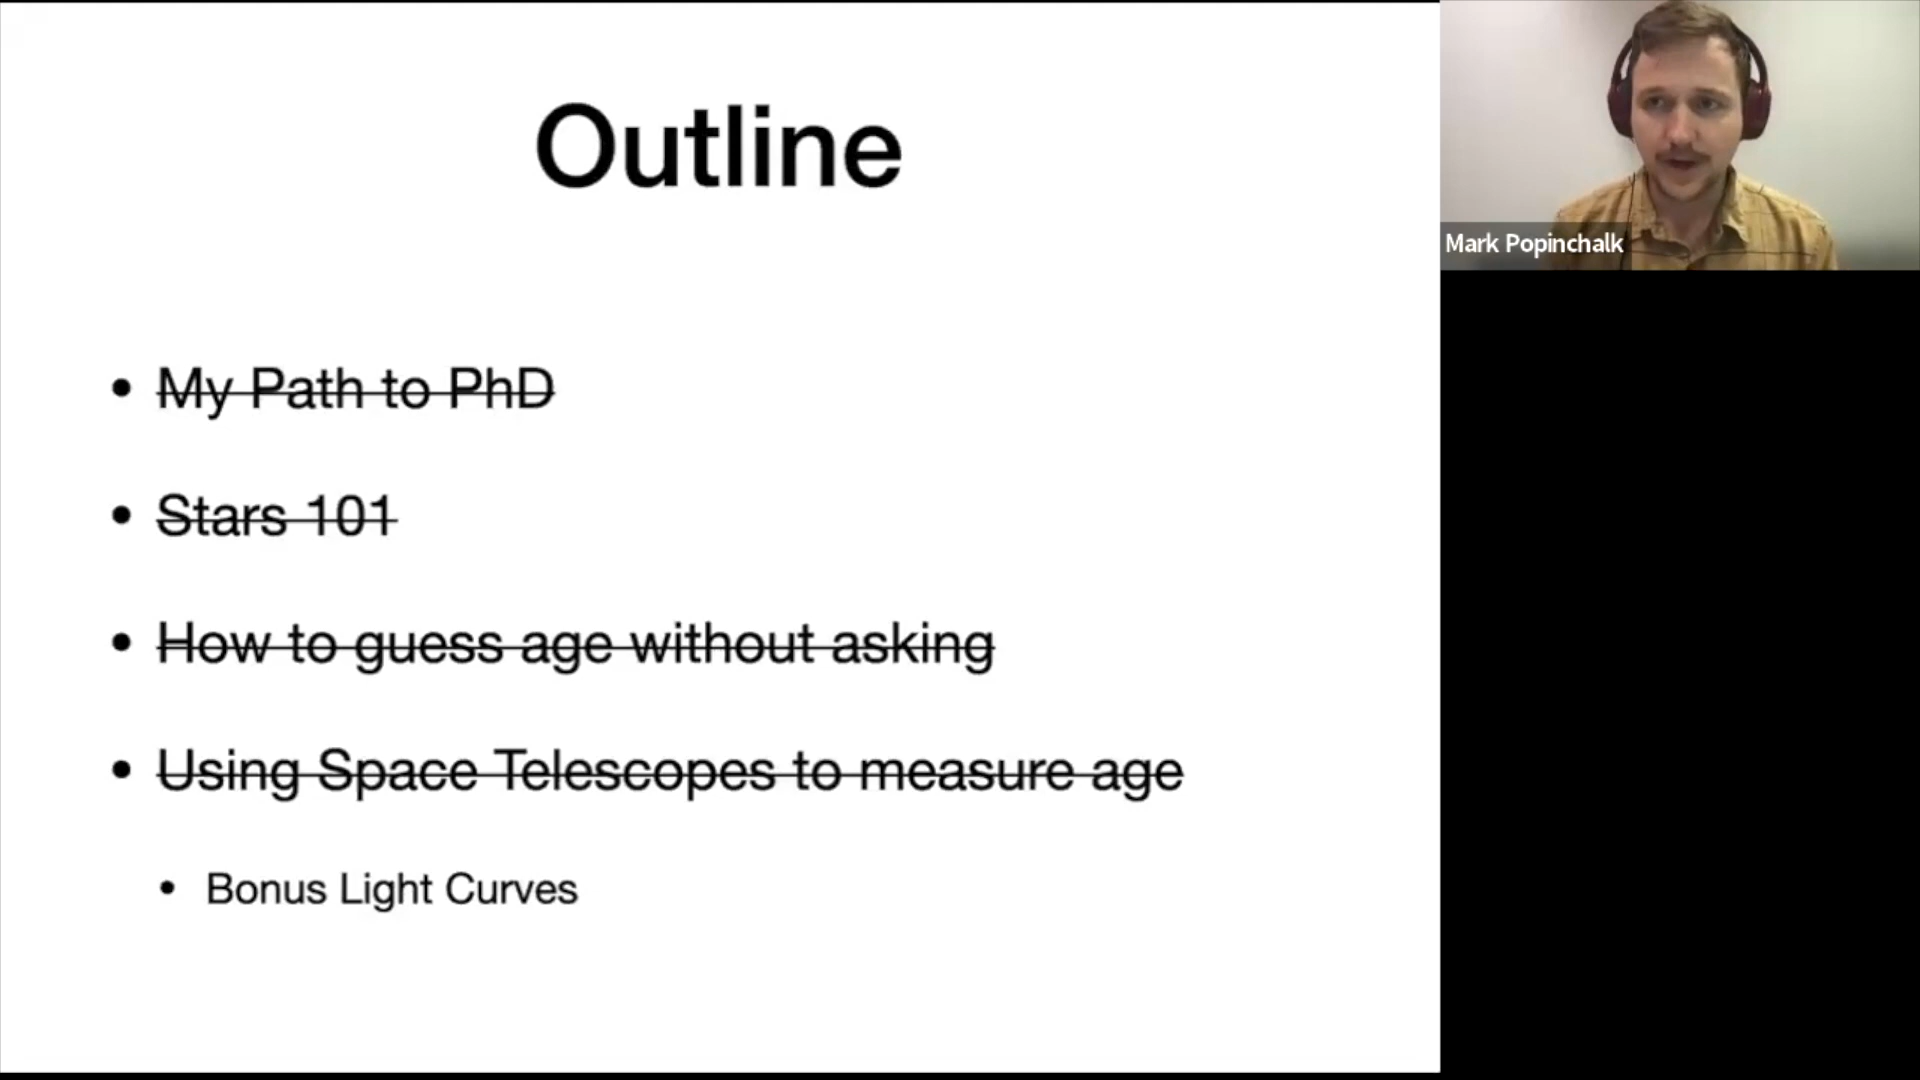 Outline
• My Path to PhD
• Stars 101
• How to guess age without asking
• Using Space Telescopes to measure age
• Bonus Light Curves
Mark Popinchalk